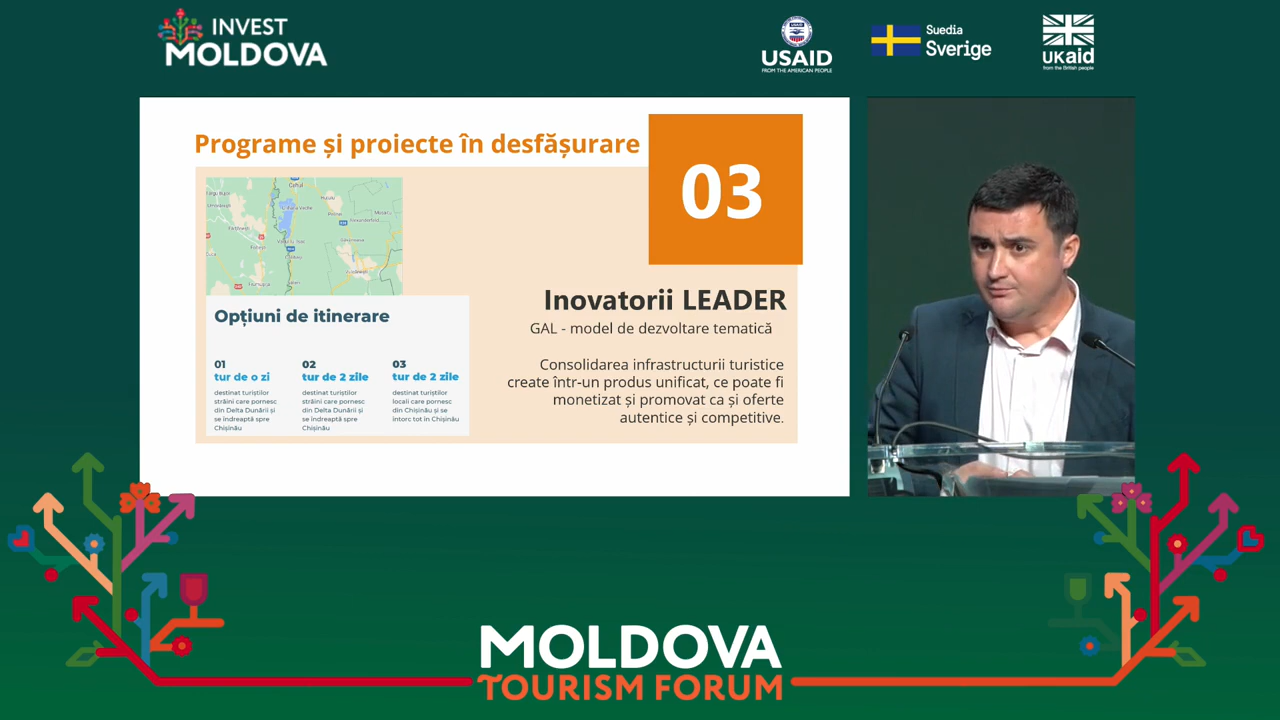 INVEST
MOLDOVA
USAID
FROM THE AMERICAN PEOPLE
Suedia
Sverige
UKaid
from the British people
Programe și proiecte în desfășurare
03
Cahul
Opțiuni de itinerare
01
tur de o zi
destinat turiștilor
străini care pornesc
din Delta Dunării și
se îndreaptă spre
Chișinău
02
tur de 2 zile
destinat turiștilor
străini care pornesc
din Delta Dunării și
se îndreaptă spre
Chișinău
03
tur de 2 zile
destinat turiștilor
locali care pornesc
din Chișinău și se
întorc tot în Chișinău
Inovatorii LEADER
GAL - model de dezvoltare tematică
Consolidarea infrastructurii turistice
create într-un produs unificat, ce poate fi
monetizat și promovat ca și oferte
autentice și competitive.
MOLDOVA
TOURISM FORUM